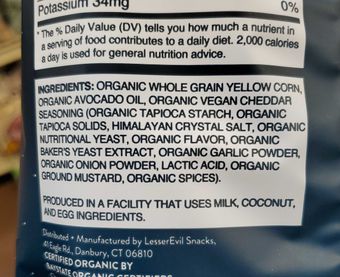 Potassium 34mg 0%
* The % Daily Value (DV) tells you how much a nutrient in
a serving of food contributes to a daily diet. 2,000 calories
a day is used for general nutrition advice.
INGREDIENTS: ORGANIC WHOLE GRAIN YELLOW CORN,
ORGANIC AVOCADO OIL, ORGANIC VEGAN CHEDDAR
SEASONING (ORGANIC TAPIOCA STARCH, ORGANIC
TAPIOCA SOLIDS, HIMALAYAN CRYSTAL SALT, ORGANIC
NUTRITIONAL YEAST, ORGANIC FLAVOR, ORGANIC
BAKER'S YEAST EXTRACT, ORGANIC GARLIC POWDER,
ORGANIC ONION POWDER, LACTIC ACID, ORGANIC
GROUND MUSTARD, ORGANIC SPICES).
PRODUCED IN A FACILITY THAT USES MILK, COCONUT,
AND EGG INGREDIENTS.
Distributed + Manufactured by LesserEvil Snacks,
41 Eagle Rd., Danbury, CT 06810
CERTIFIED ORGANIC BY
BAYSTATE ORGANIC CERTIFIERS